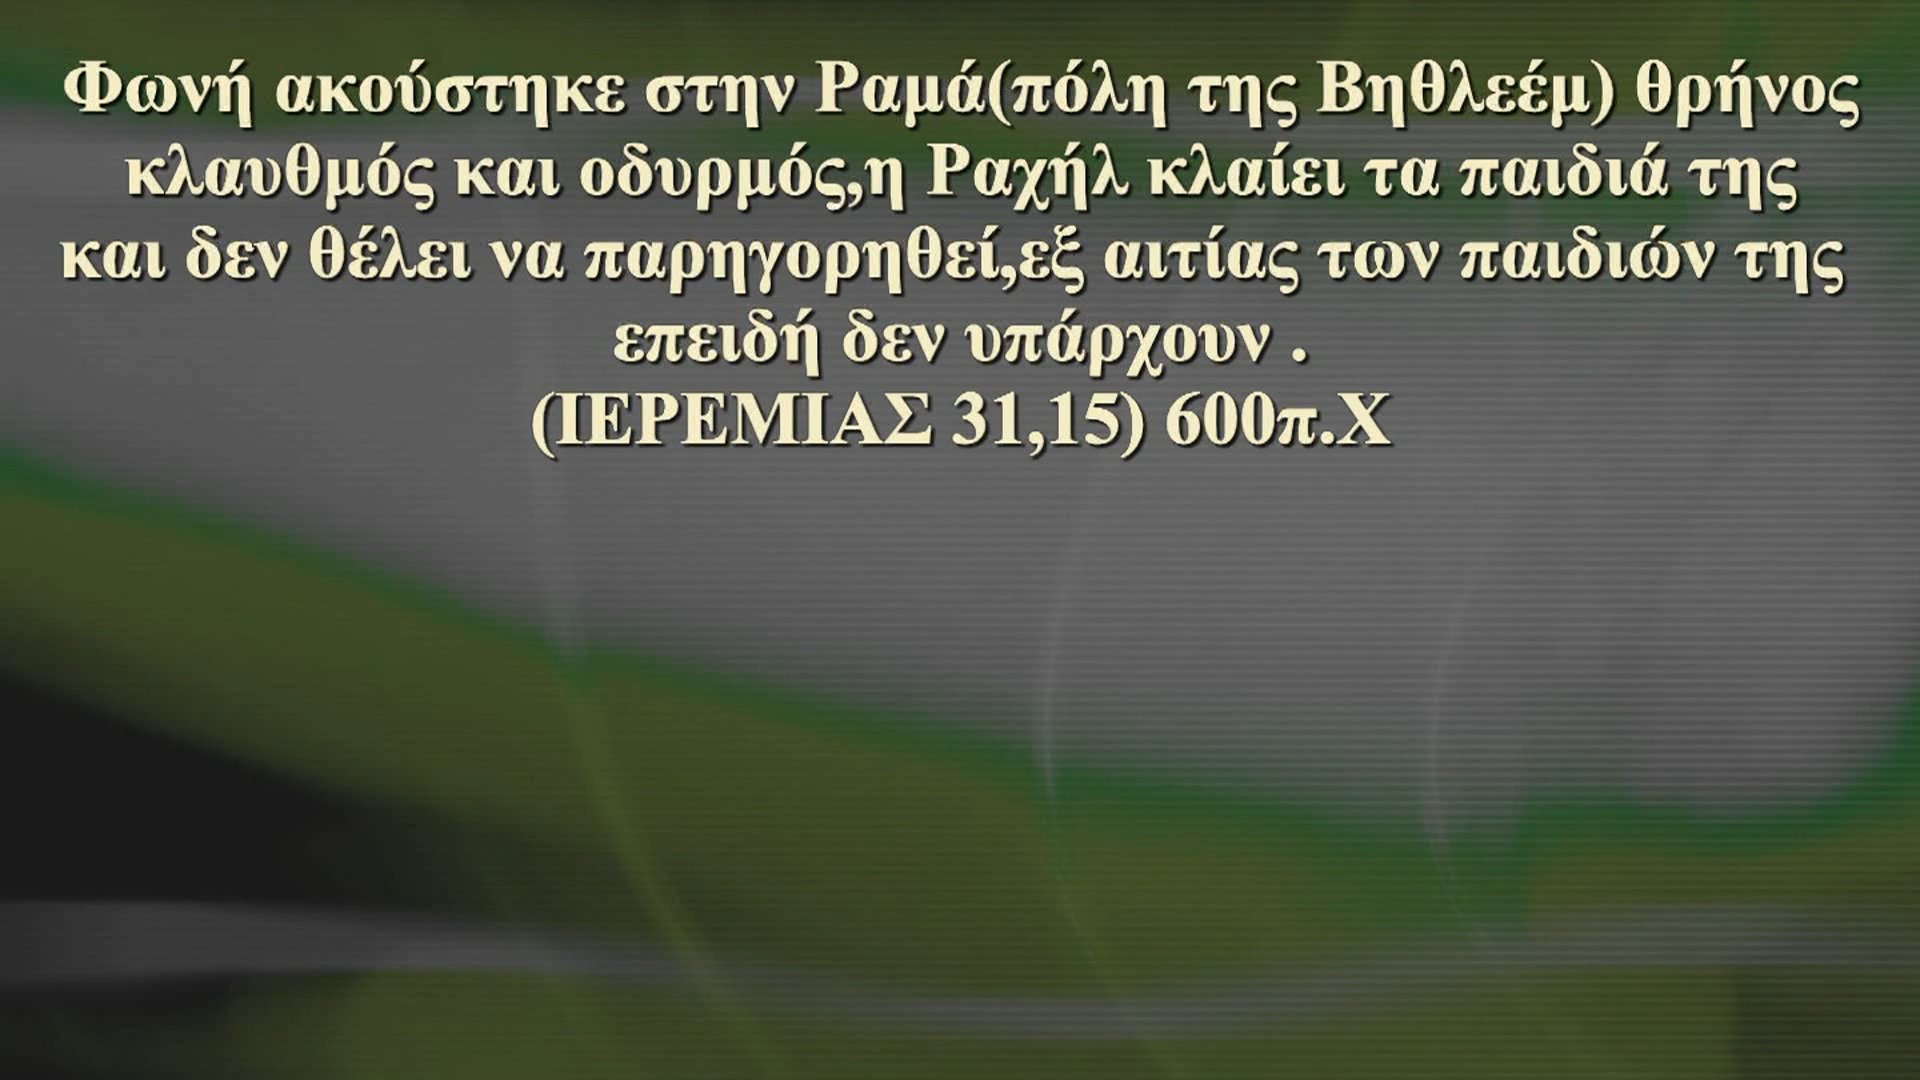 Φωνή ακούστηκε στην Ραμά(πόλη της Βηθλεέμ) θρήνος
κλαυθμός και οδυρμός,η Ραχήλ κλαίει τα παιδιά της
και δεν θέλει να παρηγορηθεί,εξ αιτίας των παιδιών της
επειδή δεν υπάρχουν .
(ΙΕΡΕΜΙΑΣ 31,15) 600π.Χ